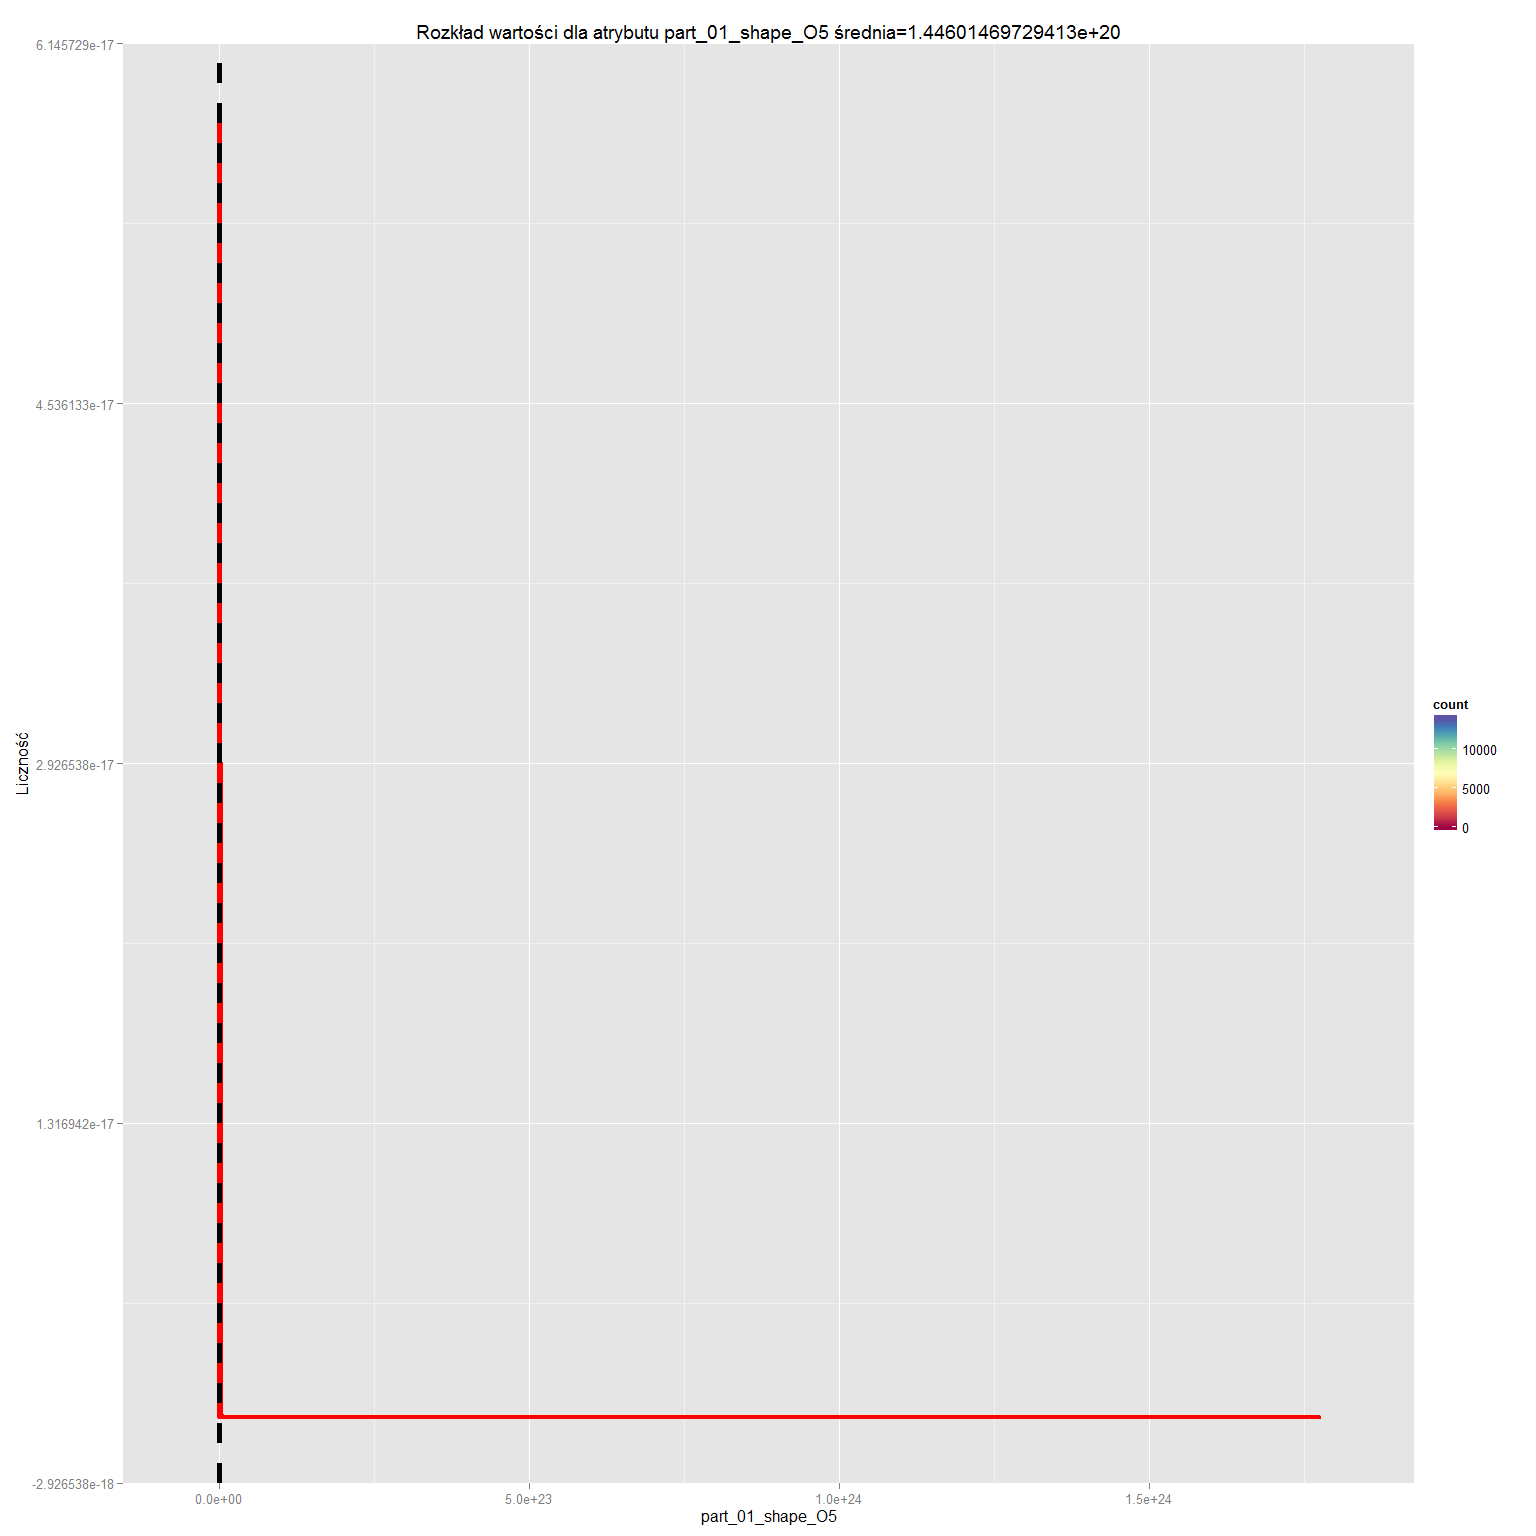 Rozkład wartości dla atrybutu part_01_shape_O5 średnia=1.44601469729413e+20
6.145729e-17
4.536133e-17
2.926538e-17
1.316942e-17
-2.926538e-18
Liczność
0.0e+00
5.0e+23
1.0e+24
1.5e+24
part_01_shape_O5
count
10000
5000
0